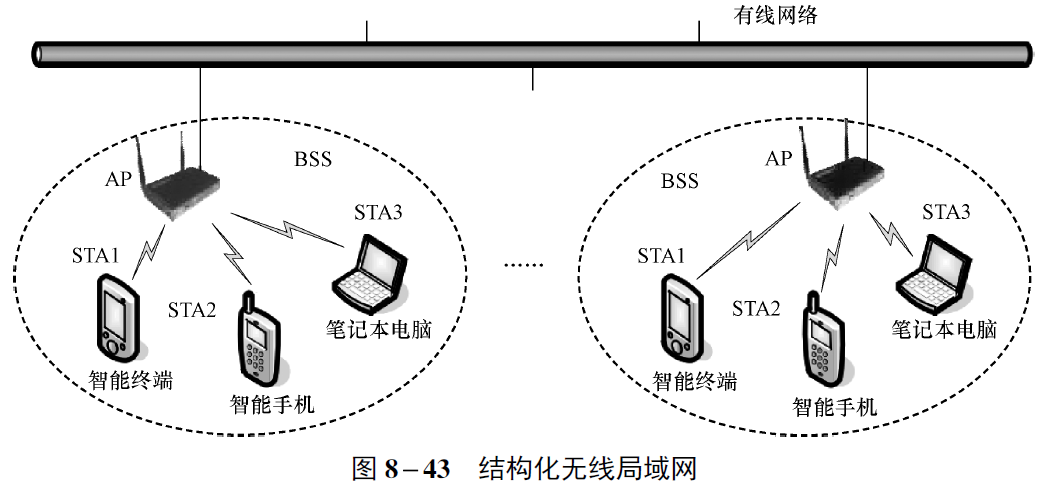 有线网络
BSS
AP
STA3
STA1
STA2
笔记本电脑
智能终端
智能手机
······
AP
BSS
STA3
STA1
STA2
笔记本电脑
智能终端
智能手机
图 8-43 结构化无线局域网